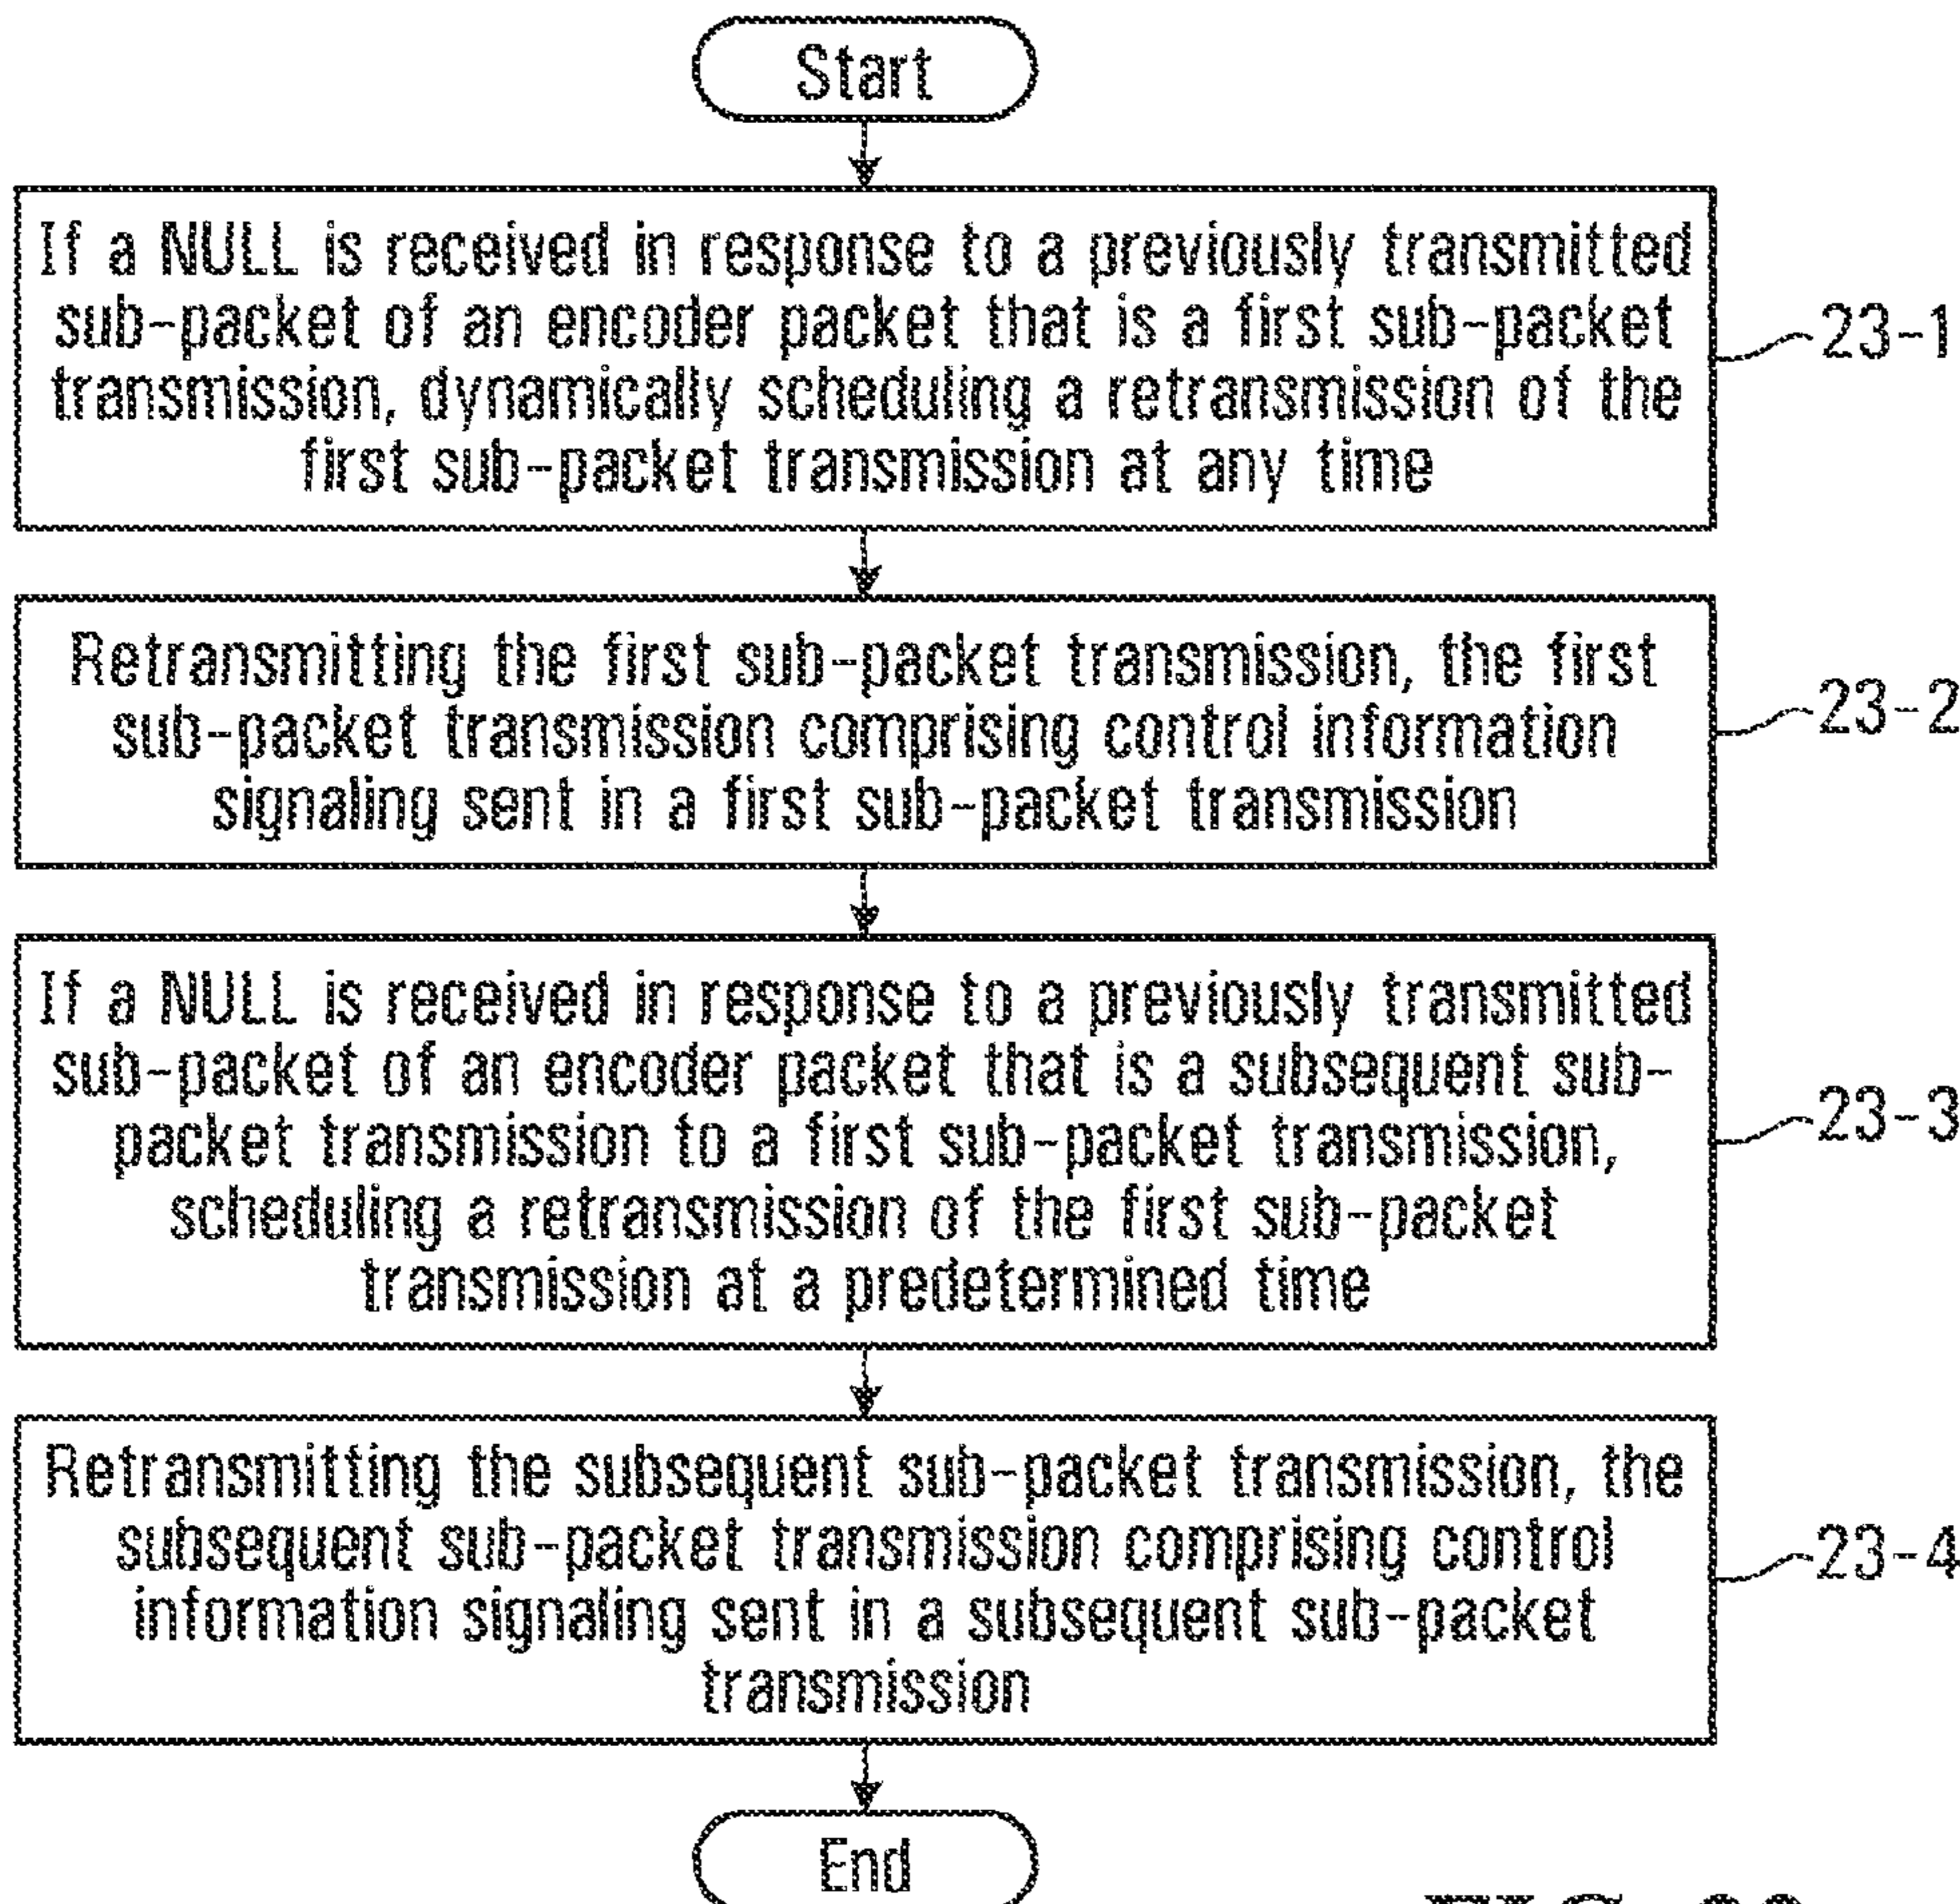 Start
If a NULL is received in response to a previously transmitted
sub-packet of an encoder packet that is a first sub-packet
transmission, dynamically scheduling a retransmission of the
first sub-packet transmission at any time
23-1
Retransmitting the first sub-packet transmission, the first
sub-packet transmission comprising control information
signaling sent in a first sub-packet transmission
23-2
If a NULL is received in response to a previously transmitted
sub-packet of an encoder packet that is a subsequent sub-
packet transmission to a first sub-packet transmission,
scheduling a retransmission of the first sub-packet
transmission at a predetermined time
23-3
Retransmitting the subsequent sub-packet transmission, the
subsequent sub-packet transmission comprising control
information signaling sent in a subsequent sub-packet
transmission
23-4
End